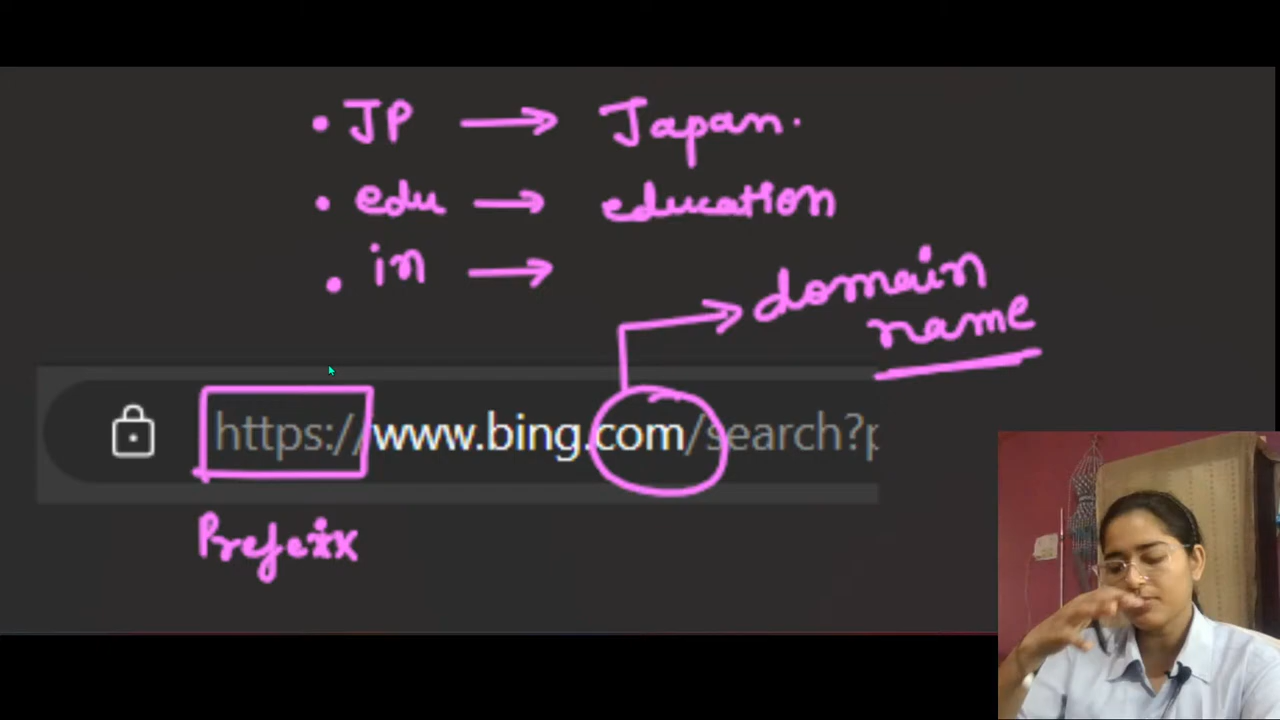 • JP → Japan.
• edu → education
• in →
domain
name
https://www.bing.com/search?p
Prefix